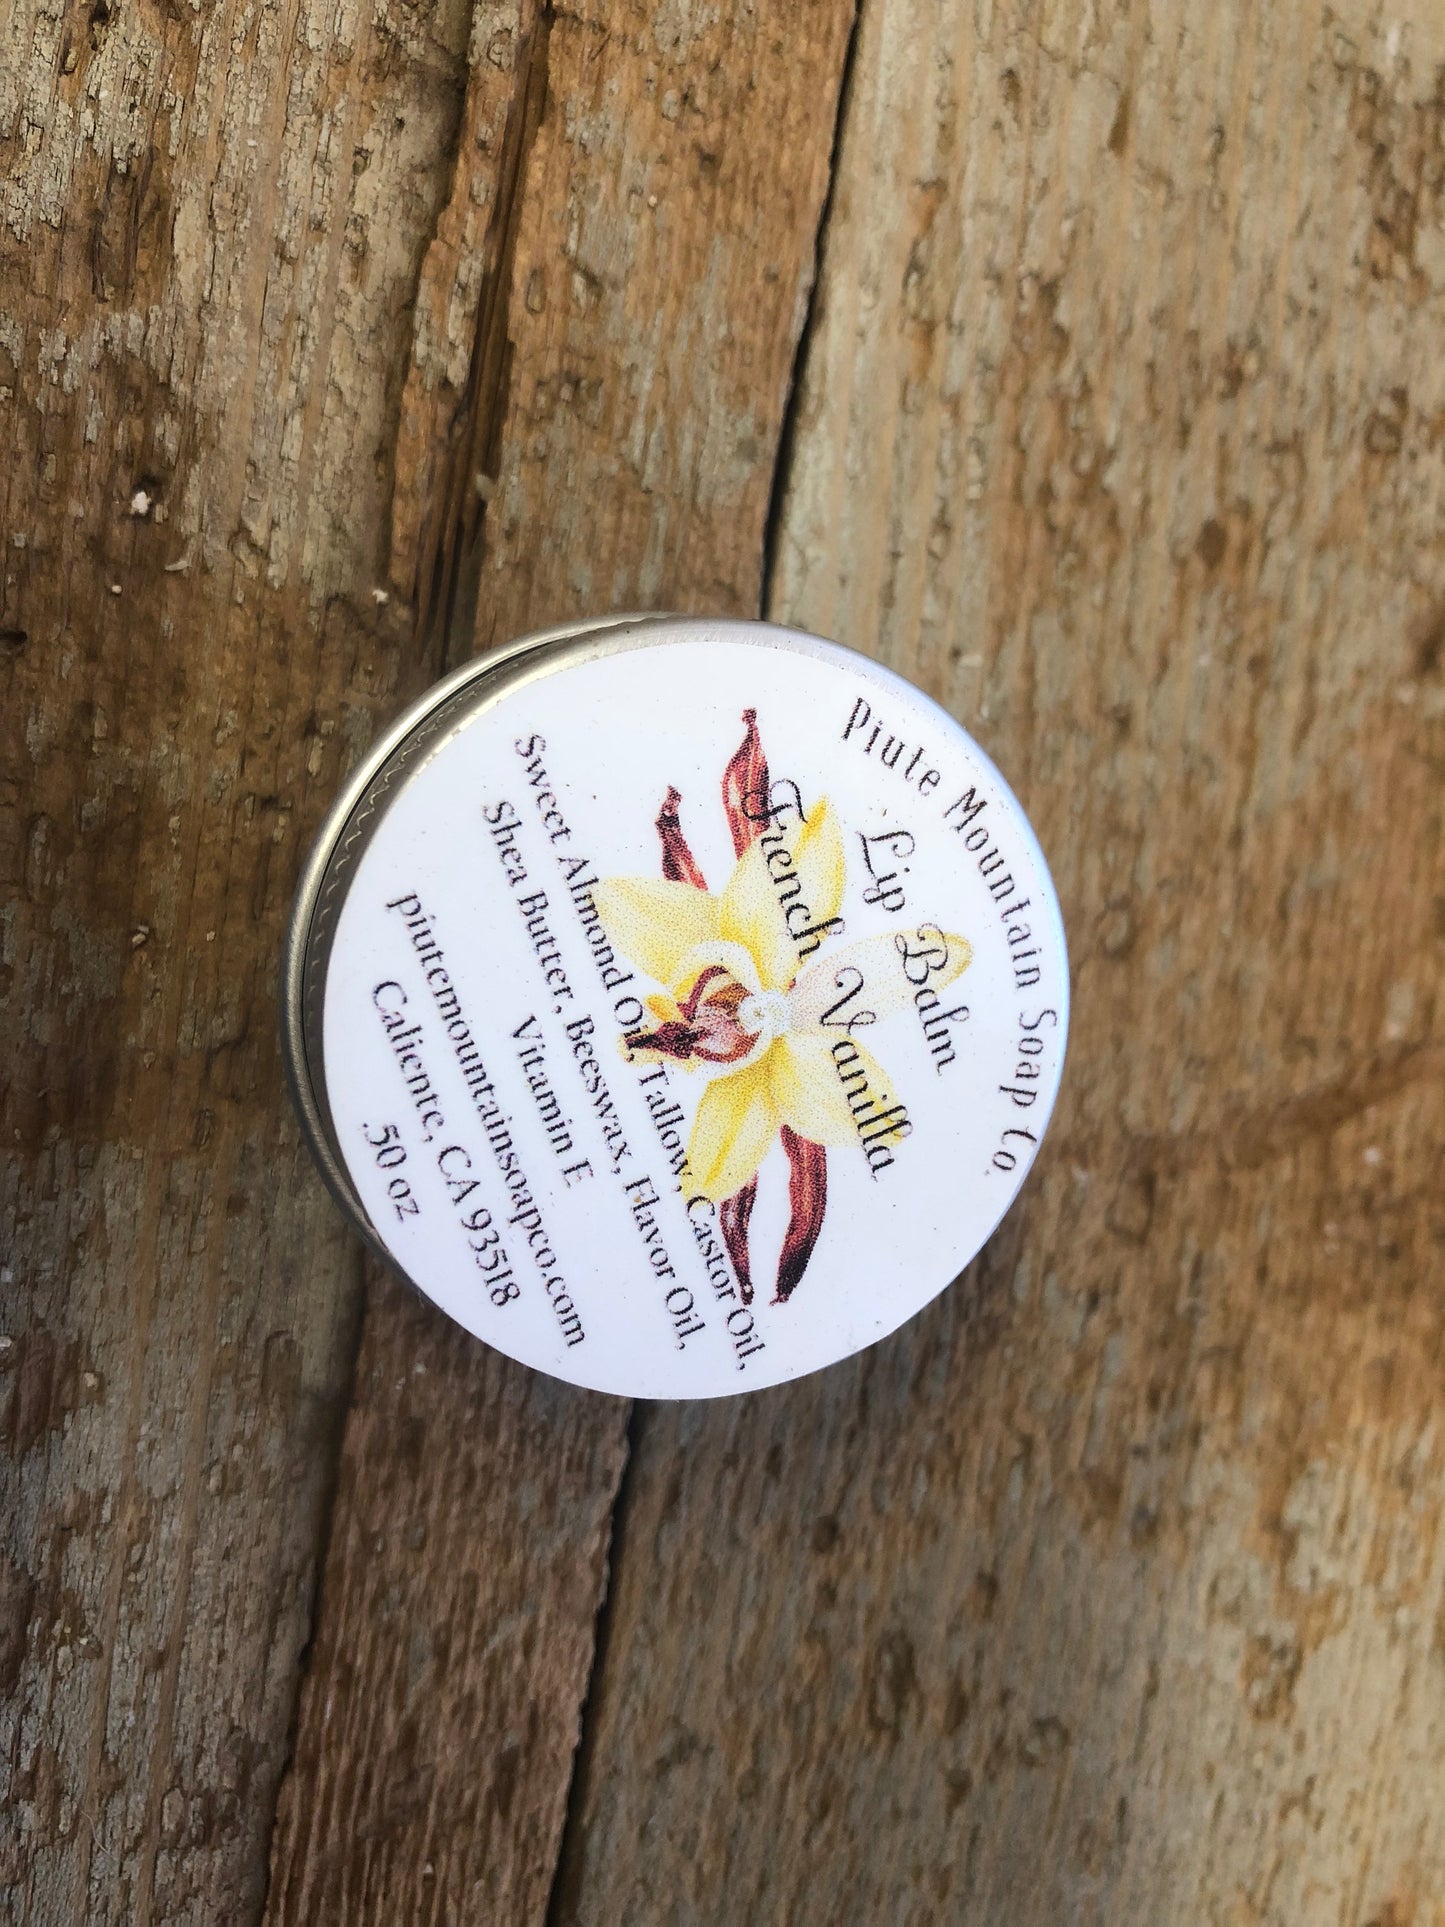 Piute Mountain Soap Co.
Lip Balm
French Vanilla
Sweet Almond Oil, Tallow, Castor Oil,
Shea Butter, Beeswax, Flavor Oil,
Vitamin E
piutemountainsoapco.com
Caliente, CA 93518
.50 oz